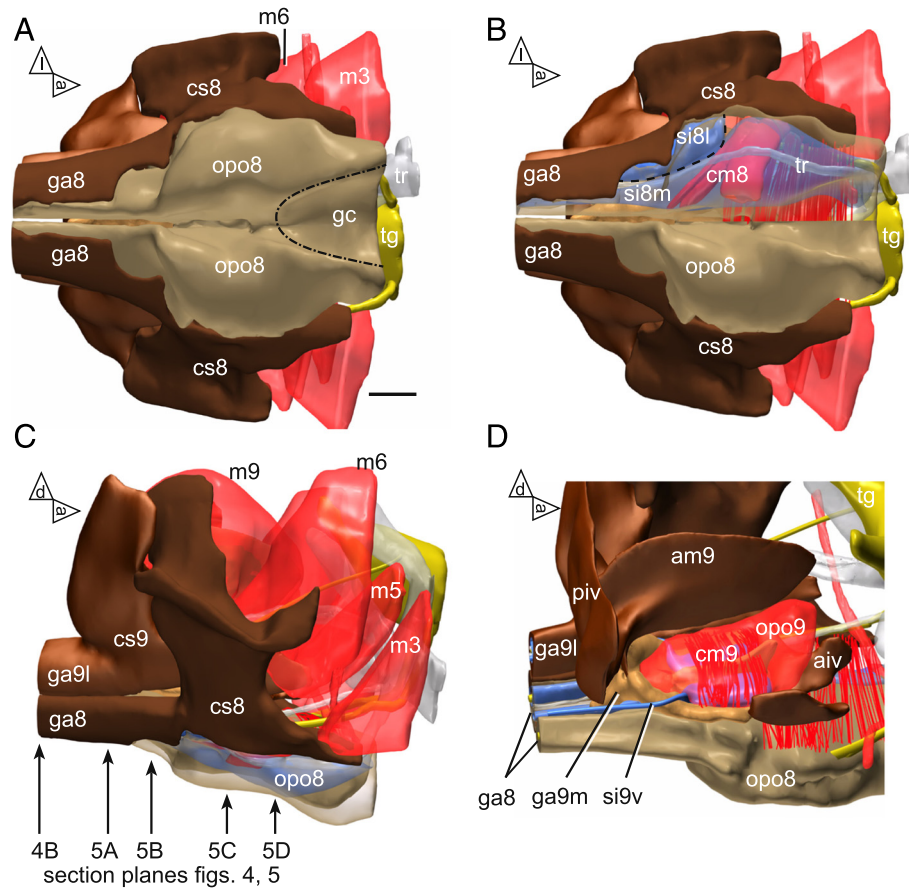 A
m6
m3
cs8
opo8
ga8
tr
gc
tg
ga8
opo8
cs8
l
a
B
cs8
si8l
tr
ga8
cm8
si8m
tg
ga8
opo8
cs8
l
a
C
m9
m6
m5
m3
cs9
ga9l
cs8
ga8
opo8
d
a
4B 5A 5B 5C 5D
section planes figs. 4, 5
D
tg
am9
piv
opo9
ga9l
cm9
aiv
opo8
ga8 ga9m si9v
d
a